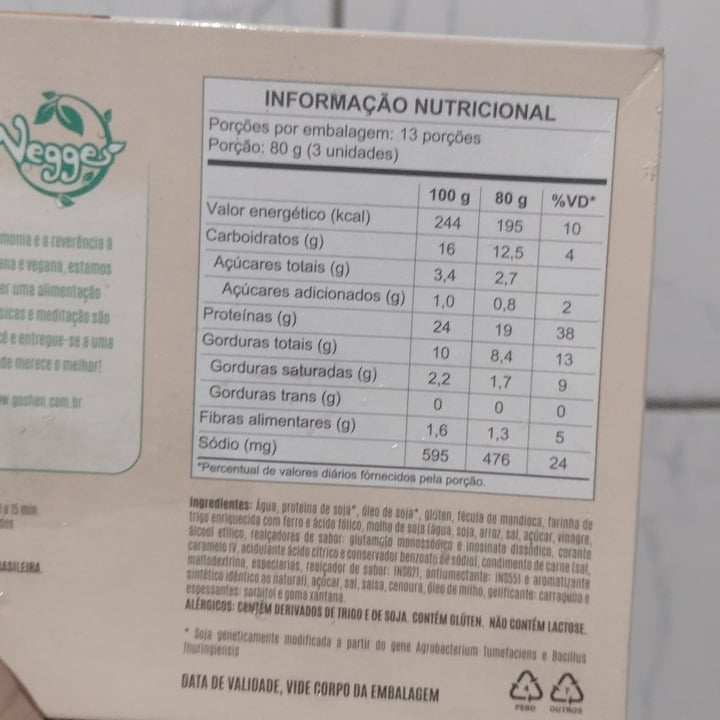 Vegges
monia e a reverência à
ana e vegana, estamos
er uma alimentação
sicas e meditação são
cê e entregue-se a uma
de merece o melhor!
w.goshen.com.br
0 a 15 min
ASILEIRA.
INFORMAÇÃO NUTRICIONAL
Porções por embalagem: 13 porções
Porção: 80 g (3 unidades)
100 g 80 g %VD*
Valor energético (kcal) 244 195 10
Carboidratos (g) 16 12,5 4
Açúcares totais (g) 3,4 2,7
Açúcares adicionados (g) 1,0 0,8 2
Proteínas (g) 24 19 38
Gorduras totais (g) 10 8,4 13
Gorduras saturadas (g) 2,2 1,7 9
Gorduras trans (g) 0 0 0
Fibras alimentares (g) 1,6 1,3 5
Sódio (mg) 595 476 24
*Percentual de valores diários fornecidos pela porção.
Ingredientes: Água, proteína de soja*, óleo de soja*, glúten, fécula de mandioca, farinha de
trigo enriquecida com ferro e ácido fólico, molho de soja (água, soja, arroz, sal, açúcar, vinagre,
álcool etílico, realçadores de sabor: glutamato monossódico e inosinato dissódico, corante
caramelo IV, acidulante ácido cítrico e conservador benzoato de sódio), condimento de carne (sal,
maltodextrina, especiarias, realçador de sabor: INS621, antiumectante: INS551 e aromatizante
sintético idêntico ao natural), açúcar, sal, salsa, cenoura, óleo de milho, gelificante: carragena e
espessantes: sorbitol e goma xantana.
ALÉRGICOS: CONTÉM DERIVADOS DE TRIGO E DE SOJA. CONTÉM GLÚTEN. NÃO CONTÉM LACTOSE.
* Soja geneticamente modificada a partir do gene Agrobacterium tumefaciens e Bacillus
thuringiensis
DATA DE VALIDADE, VIDE CORPO DA EMBALAGEM
4 7
PEBD OUTROS